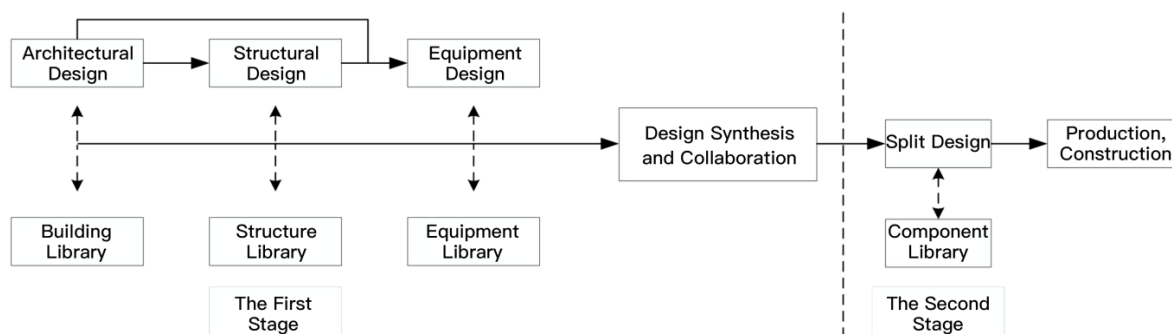 Architectural
Design
Structural
Design
Equipment
Design
Design Synthesis
and Collaboration
Split Design
Production,
Construction
Building
Library
Structure
Library
Equipment
Library
Component
Library
The First
Stage
The Second
Stage